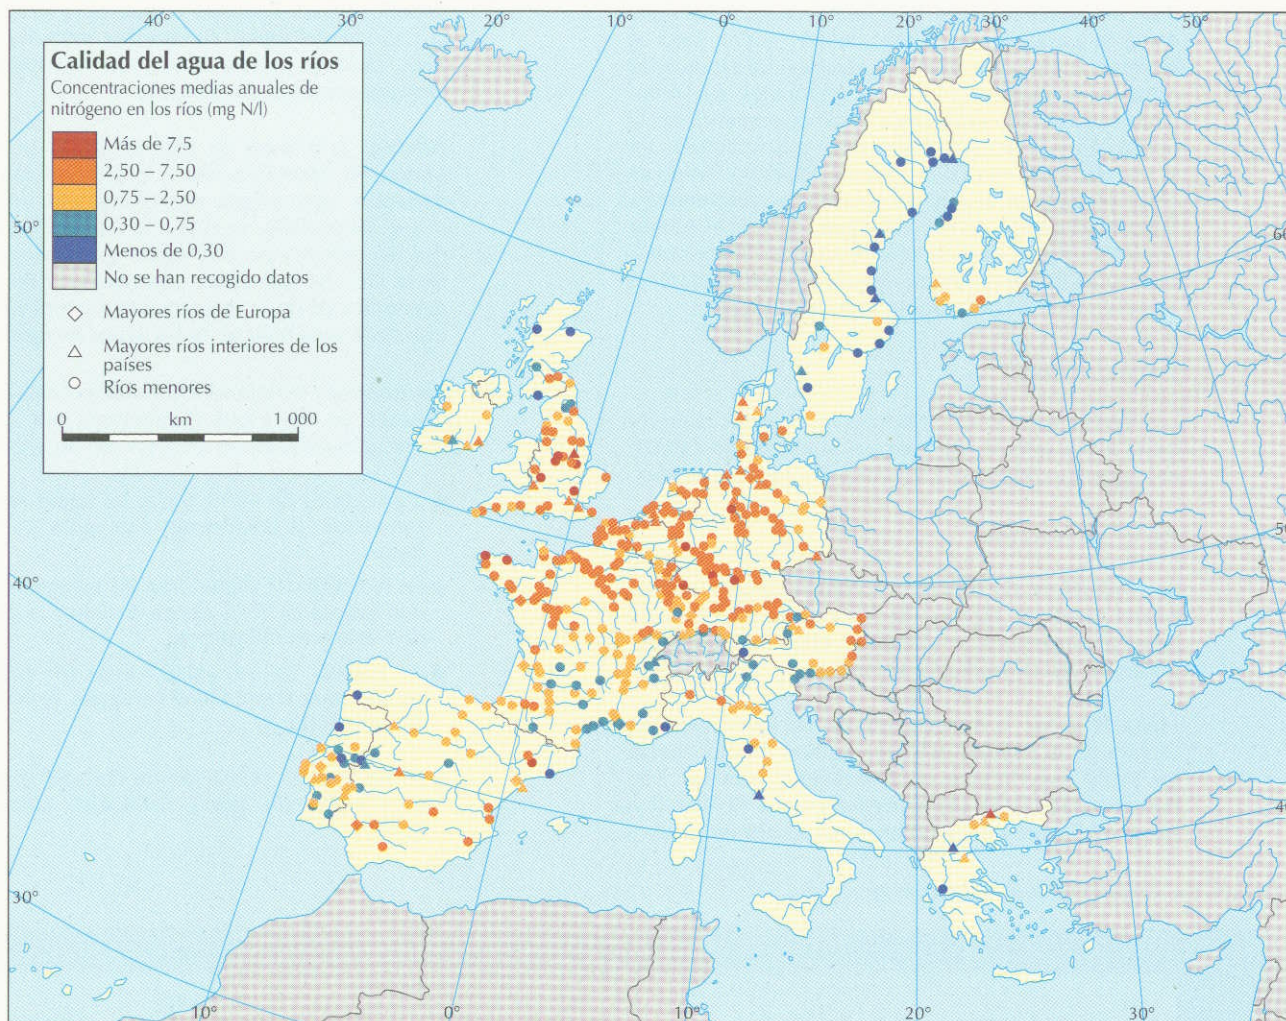 40° 30° 20° 10° 0° 10° 20° 30° 40° 50°
Calidad del agua de los ríos
Concentraciones medias anuales de
nitrógeno en los ríos (mg N/l)
Más de 7,5
2,50 – 7,50
0,75 – 2,50
0,30 – 0,75
Menos de 0,30
No se han recogido datos
Mayores ríos de Europa
Mayores ríos interiores de los
países
Ríos menores
0 km 1 000
50°
40°
30°
10° 0° 10° 20° 30°